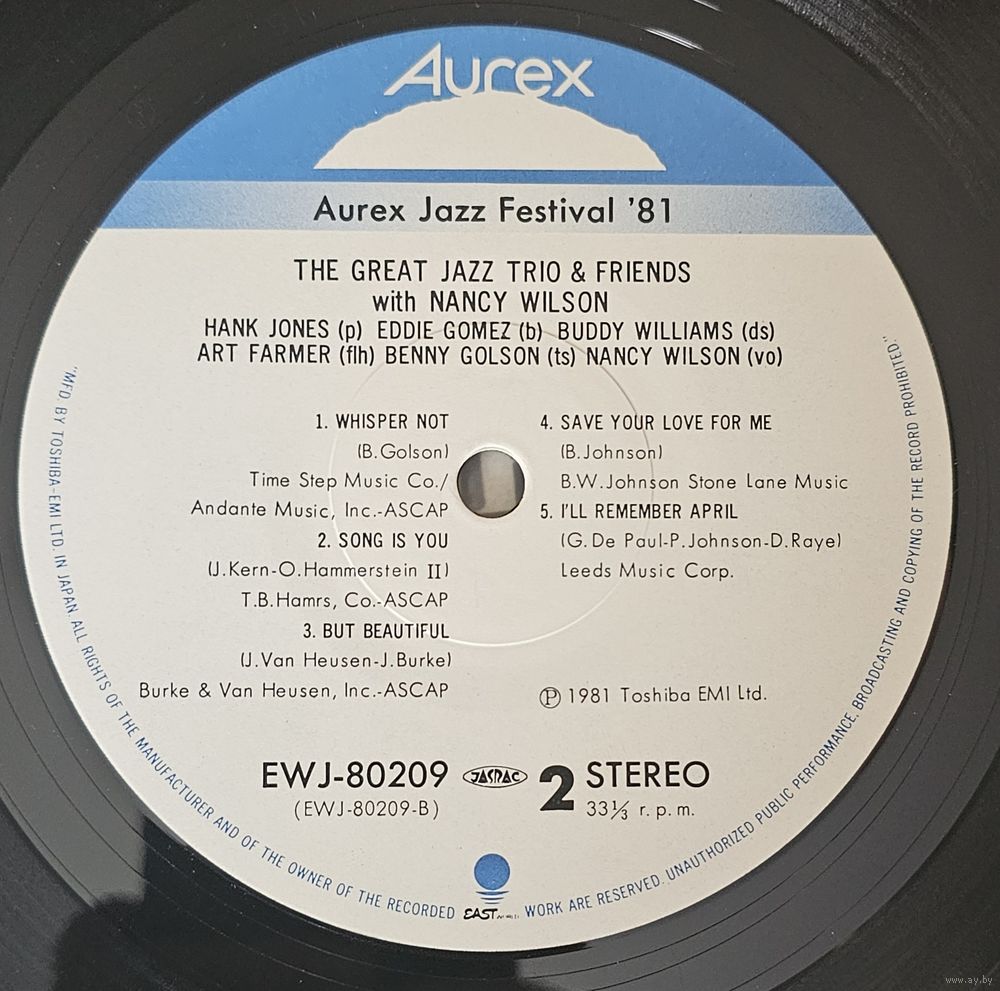 Aurex
Aurex Jazz Festival '81
THE GREAT JAZZ TRIO & FRIENDS
with NANCY WILSON
HANK JONES (p) EDDIE GOMEZ (b) BUDDY WILLIAMS (ds)
ART FARMER (flh) BENNY GOLSON (ts) NANCY WILSON (vo)
1. WHISPER NOT
(B.Golson)
Time Step Music Co./
Andante Music, Inc.-ASCAP
2. SONG IS YOU
(J.Kern-O.Hammerstein II)
T.B.Hamrs, Co.-ASCAP
3. BUT BEAUTIFUL
(J.Van Heusen-J.Burke)
Burke & Van Heusen, Inc.-ASCAP
4. SAVE YOUR LOVE FOR ME
(B.Johnson)
B.W.Johnson Stone Lane Music
5. I'LL REMEMBER APRIL
(G.De Paul-P.Johnson-D.Raye)
Leeds Music Corp.
Ⓟ 1981 Toshiba EMI Ltd.
EWJ-80209 JASRAC 2 STEREO
(EWJ-80209-B) 33⅓ r.p.m.
"MFD. BY TOSHIBA-EMI LTD. IN JAPAN. ALL RIGHTS OF THE MANUFACTURER AND OF THE OWNER OF THE RECORDED WORK ARE RESERVED. UNAUTHORIZED PUBLIC PERFORMANCE, BROADCASTING AND COPYING OF THE RECORD PROHIBITED."
EAST
www.ay.by